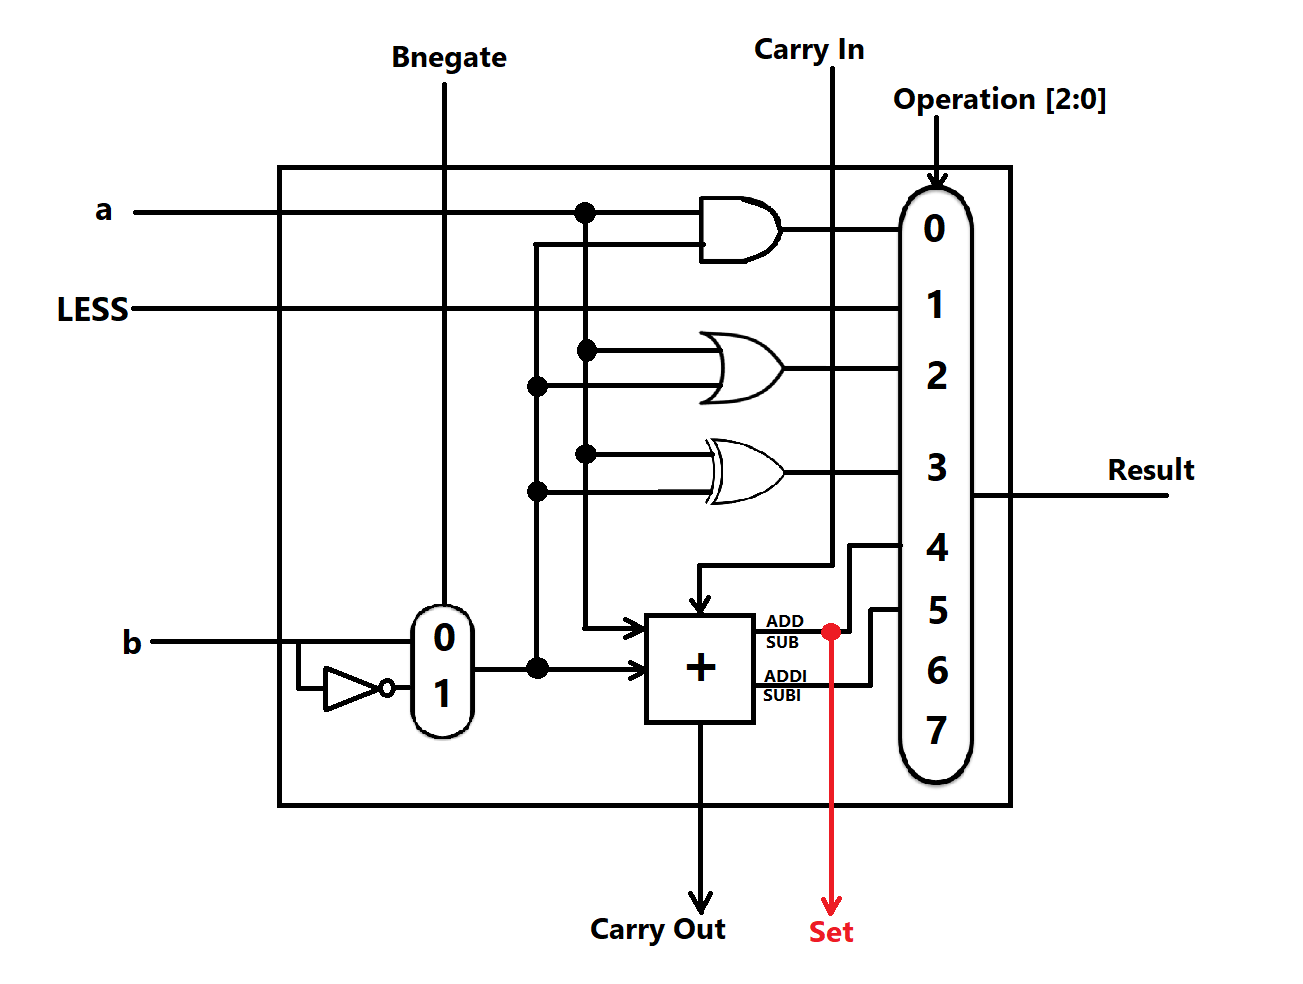 Carry In
Bnegate
Operation [2:0]
a
0
LESS
1
2
3
Result
4
5
ADD
SUB
b
0
1
+
ADDI
SUBI
6
7
Carry Out
Set